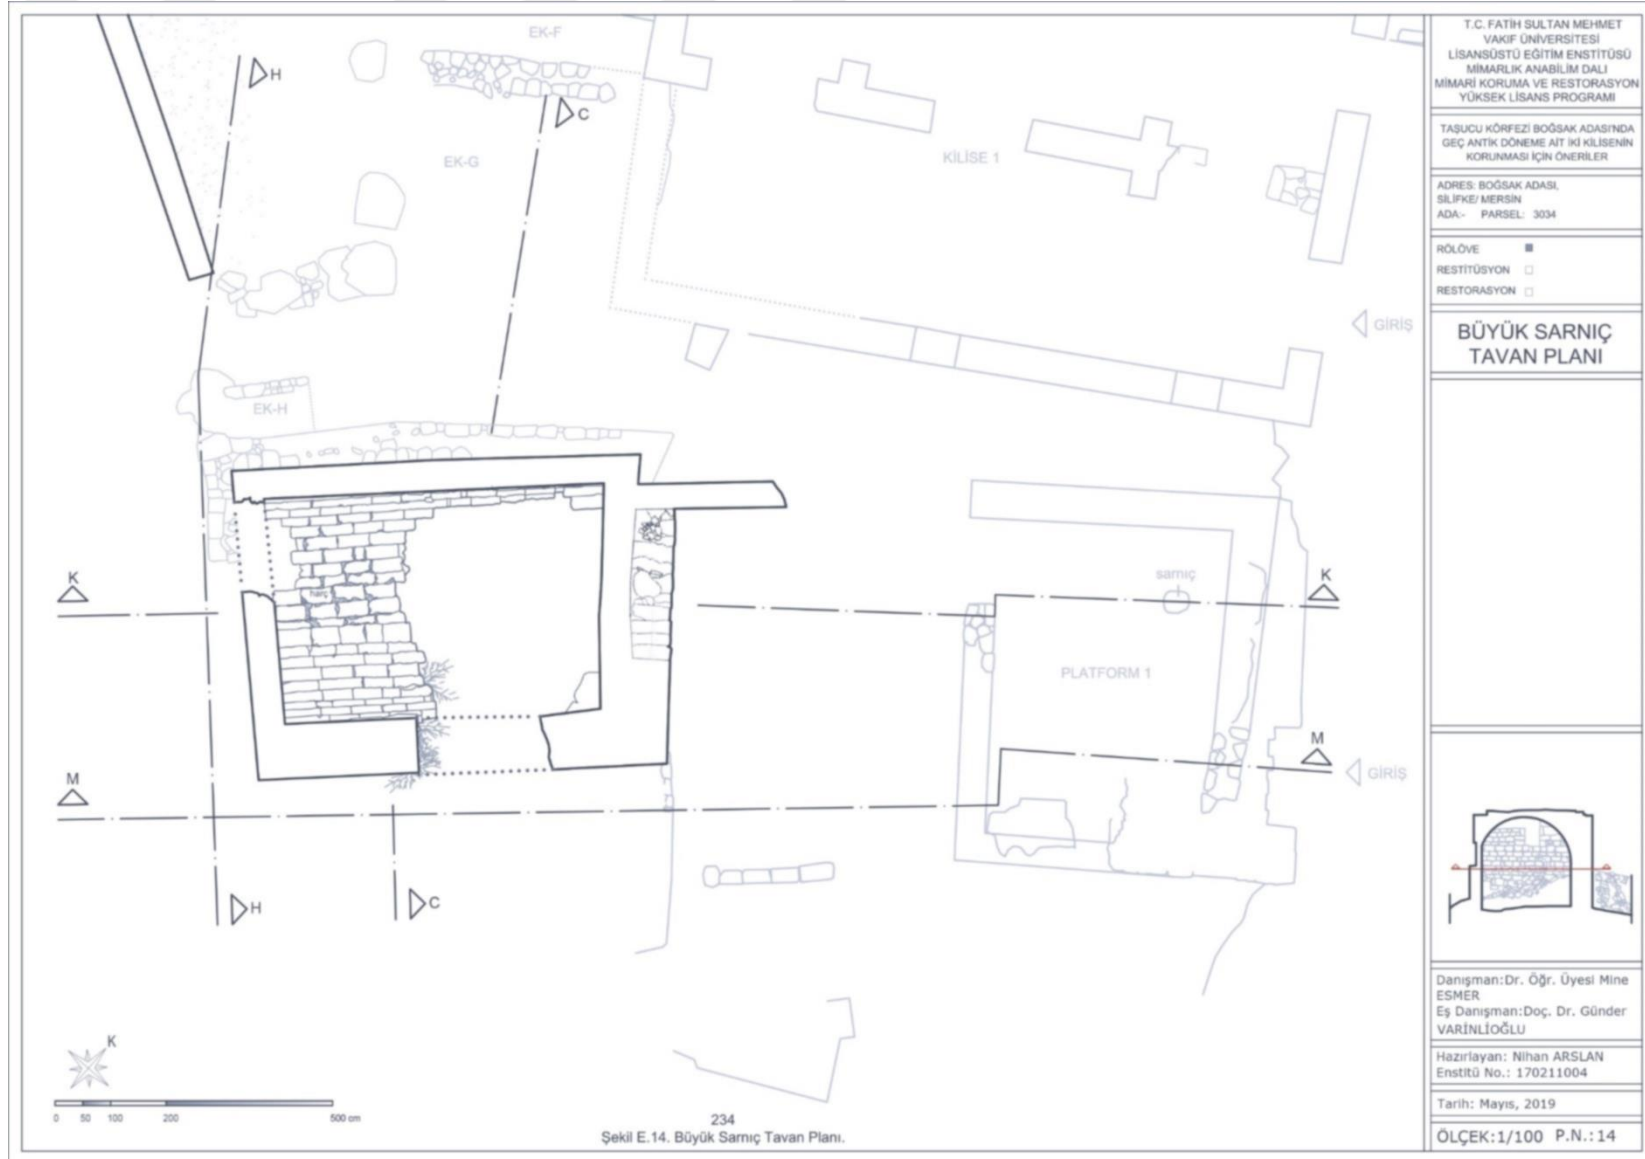 EK-F
H
C
EK-G
KİLİSE 1
GİRİŞ
EK-H
harç
K
K
sarnıç
PLATFORM 1
M
M
GİRİŞ
H
C
K
0 50 100 200 500 cm
234
Şekil E.14. Büyük Sarnıç Tavan Planı.
T.C. FATİH SULTAN MEHMET
VAKIF ÜNİVERSİTESİ
LİSANSÜSTÜ EĞİTİM ENSTİTÜSÜ
MİMARLIK ANABİLİM DALI
MİMARİ KORUMA VE RESTORASYON
YÜKSEK LİSANS PROGRAMI
TAŞUCU KÖRFEZİ BOĞSAK ADASI'NDA
GEÇ ANTİK DÖNEME AİT İKİ KİLİSENİN
KORUNMASI İÇİN ÖNERİLER
ADRES: BOĞSAK ADASI,
SİLİFKE/ MERSİN
ADA:- PARSEL: 3034
RÖLÖVE
RESTİTÜSYON
RESTORASYON
BÜYÜK SARNIÇ
TAVAN PLANI
Danışman:Dr. Öğr. Üyesi Mine
ESMER
Eş Danışman:Doç. Dr. Günder
VARİNLİOĞLU
Hazırlayan: Nihan ARSLAN
Enstitü No.: 170211004
Tarih: Mayıs, 2019
ÖLÇEK:1/100 P.N.:14